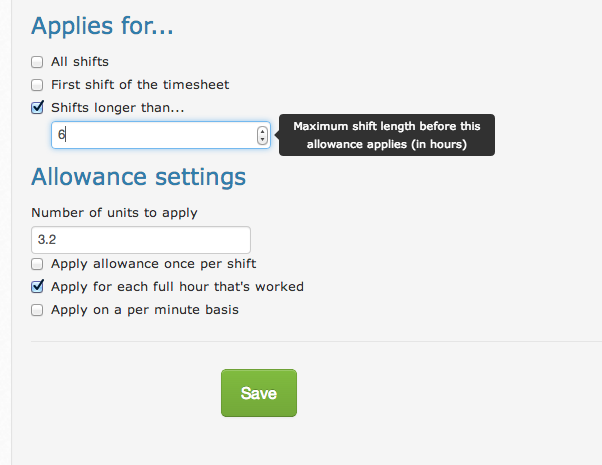 Applies for...
All shifts
First shift of the timesheet
Shifts longer than...
6
Maximum shift length before this
allowance applies (in hours)
Allowance settings
Number of units to apply
3.2
Apply allowance once per shift
Apply for each full hour that's worked
Apply on a per minute basis
Save